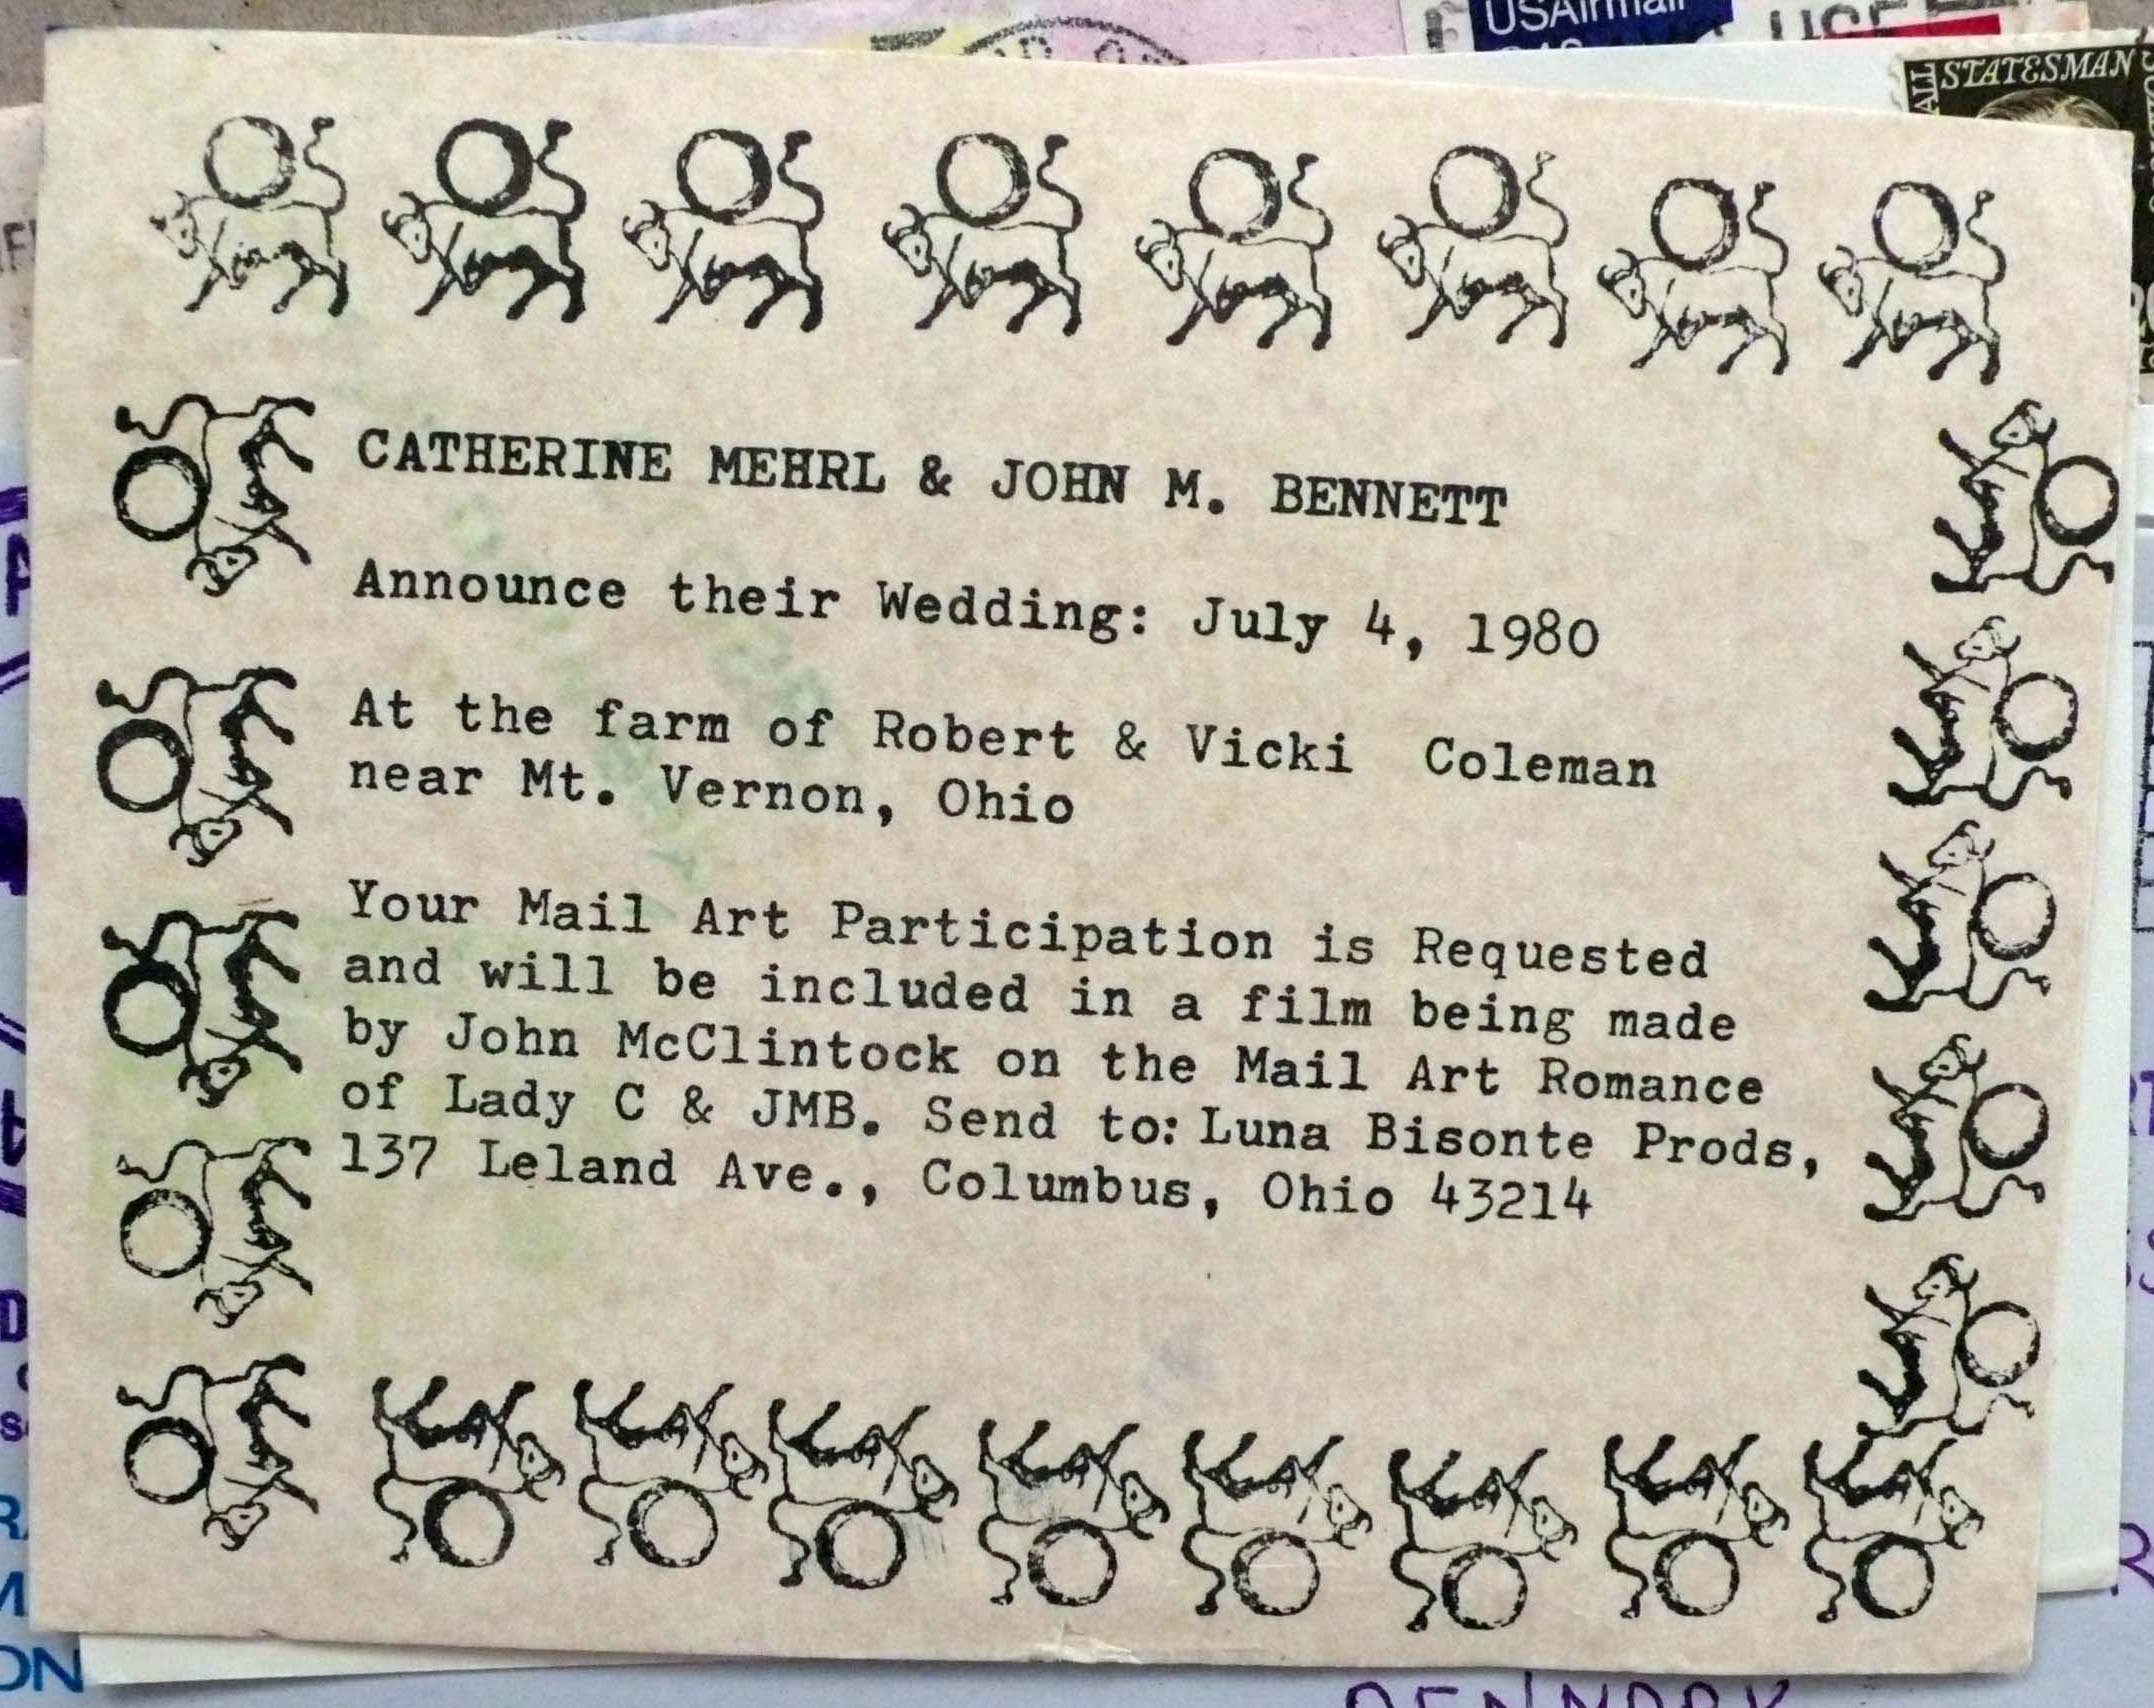 USAirmail
STATESMAN
CATHERINE MEHRL & JOHN M. BENNETT
Announce their Wedding: July 4, 1980
At the farm of Robert & Vicki Coleman
near Mt. Vernon, Ohio
Your Mail Art Participation is Requested
and will be included in a film being made
by John McClintock on the Mail Art Romance
of Lady C & JMB. Send to: Luna Bisonte Prods,
137 Leland Ave., Columbus, Ohio 43214
DENMARK